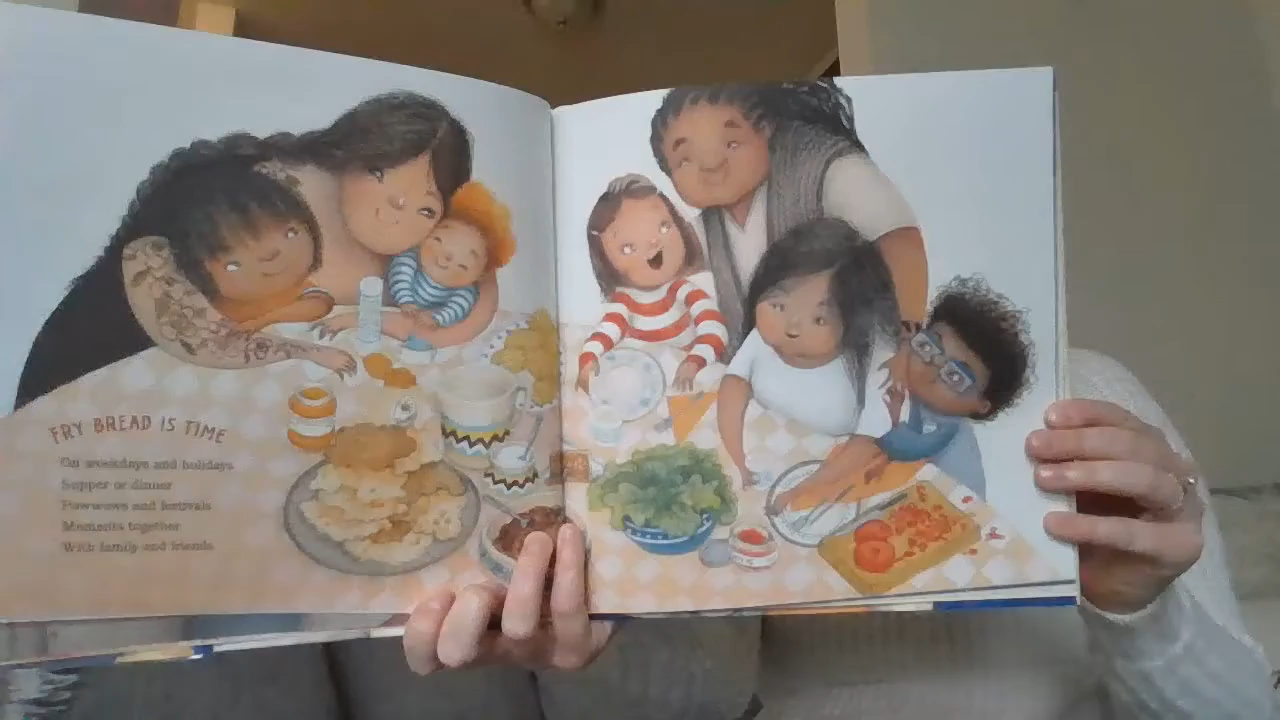 FRY BREAD IS TIME
On weekdays and holidays
Supper or dinner
Powwows and festivals
Moments together
With family and friends